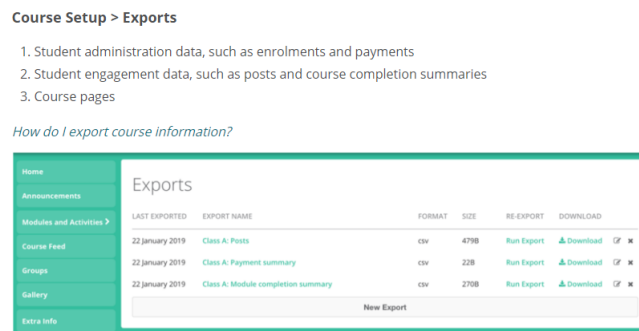 Course Setup > Exports
1. Student administration data, such as enrolments and payments
2. Student engagement data, such as posts and course completion summaries
3. Course pages
How do I export course information?
Home
Announcements
Modules and Activities >
Course Feed
Groups
Gallery
Extra Info
Exports
LAST EXPORTED EXPORT NAME FORMAT SIZE RE-EXPORT DOWNLOAD
22 January 2019 Class A: Posts csv 479B Run Export Download
22 January 2019 Class A: Payment summary csv 22B Run Export Download
22 January 2019 Class A: Module completion summary csv 270B Run Export Download
New Export